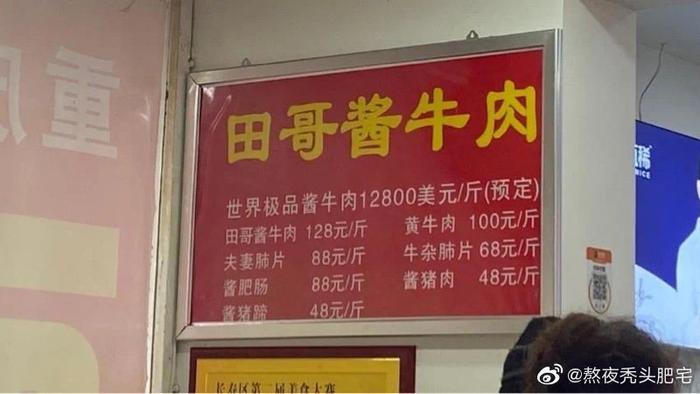 田哥酱牛肉
世界极品酱牛肉12800美元/斤(预定)
田哥酱牛肉 128元/斤 黄牛肉 100元/斤
夫妻肺片 88元/斤 牛杂肺片 68元/斤
酱肥肠 88元/斤 酱猪肉 48元/斤
酱猪蹄 48元/斤
长寿区第二届美食大赛
重庆
@熬夜秃头肥宅